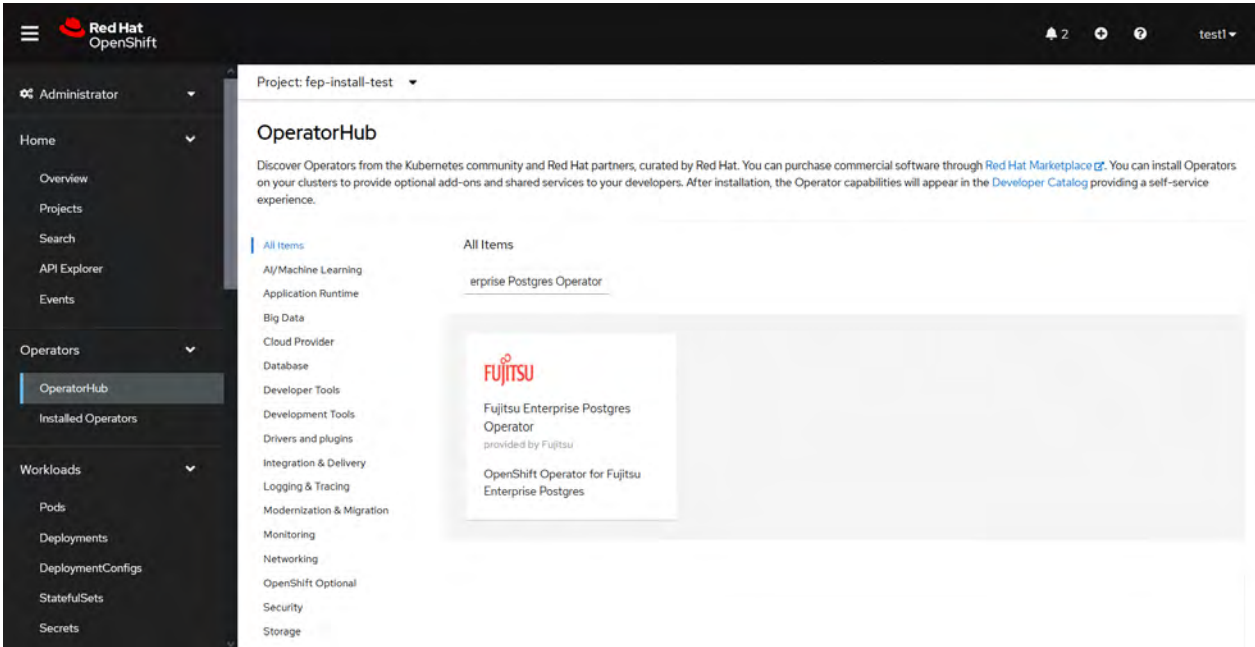 Red Hat
OpenShift
2
test1
Administrator
Home
Overview
Projects
Search
API Explorer
Events
Operators
OperatorHub
Installed Operators
Workloads
Pods
Deployments
DeploymentConfigs
StatefulSets
Secrets
Project: fep-install-test
OperatorHub
Discover Operators from the Kubernetes community and Red Hat partners, curated by Red Hat. You can purchase commercial software through Red Hat Marketplace. You can install Operators
on your clusters to provide optional add-ons and shared services to your developers. After installation, the Operator capabilities will appear in the Developer Catalog providing a self-service
experience.
All Items
AI/Machine Learning
Application Runtime
Big Data
Cloud Provider
Database
Developer Tools
Development Tools
Drivers and plugins
Integration & Delivery
Logging & Tracing
Modernization & Migration
Monitoring
Networking
OpenShift Optional
Security
Storage
All Items
erprise Postgres Operator
FUJITSU
Fujitsu Enterprise Postgres
Operator
provided by Fujitsu
OpenShift Operator for Fujitsu
Enterprise Postgres